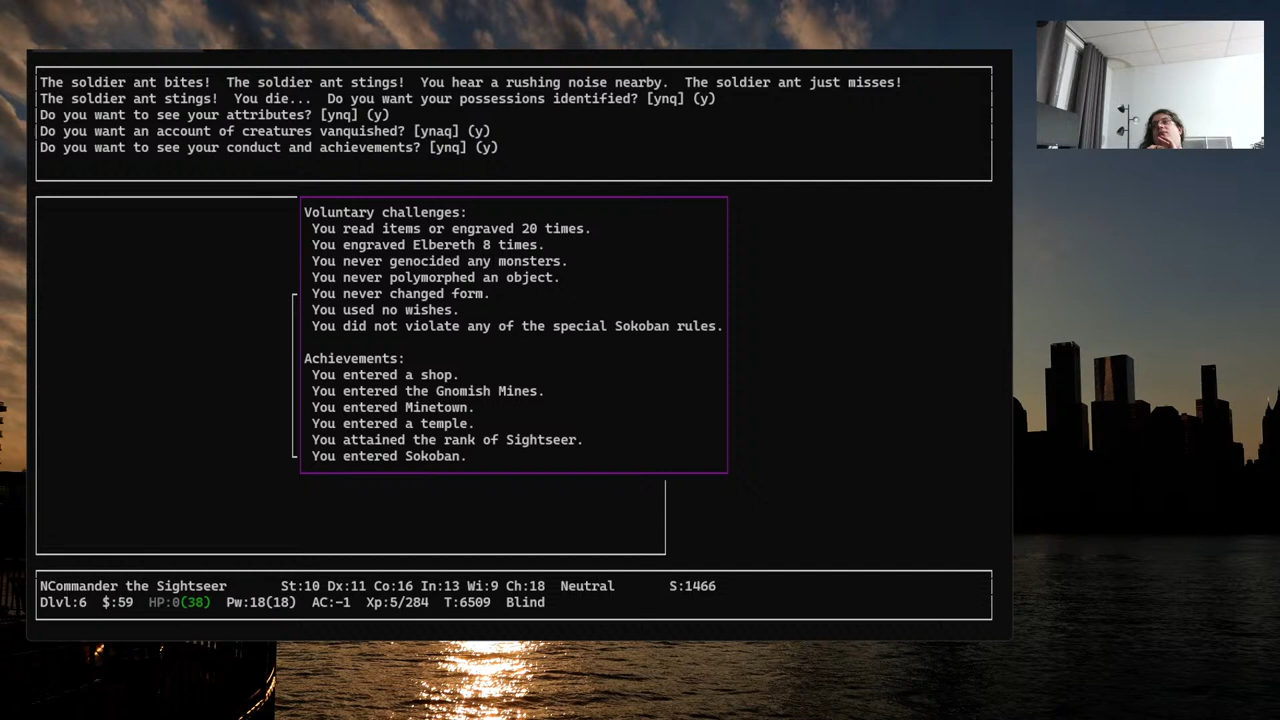 The soldier ant bites!  The soldier ant stings!  You hear a rushing noise nearby.  The soldier ant just misses!
The soldier ant stings!  You die...  Do you want your possessions identified? [ynq] (y)
Do you want to see your attributes? [ynq] (y)
Do you want an account of creatures vanquished? [ynaq] (y)
Do you want to see your conduct and achievements? [ynq] (y)
Voluntary challenges:
You read items or engraved 20 times.
You engraved Elbereth 8 times.
You never genocided any monsters.
You never polymorphed an object.
You never changed form.
You used no wishes.
You did not violate any of the special Sokoban rules.
Achievements:
You entered a shop.
You entered the Gnomish Mines.
You entered Minetown.
You entered a temple.
You attained the rank of Sightseer.
You entered Sokoban.
NCommander the Sightseer St:10 Dx:11 Co:16 In:13 Wi:9 Ch:18 Neutral S:1466
Dlvl:6 $:59 HP:0(38) Pw:18(18) AC:-1 Xp:5/284 T:6509 Blind